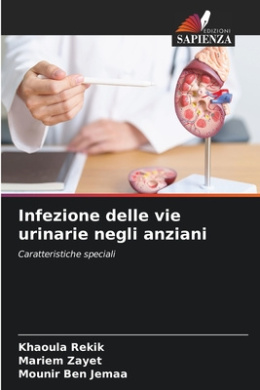 EDIZIONI
SAPIENZA
Infezione delle vie
urinarie negli anziani
Caratteristiche speciali
Khaoula Rekik
Mariem Zayet
Mounir Ben Jemaa